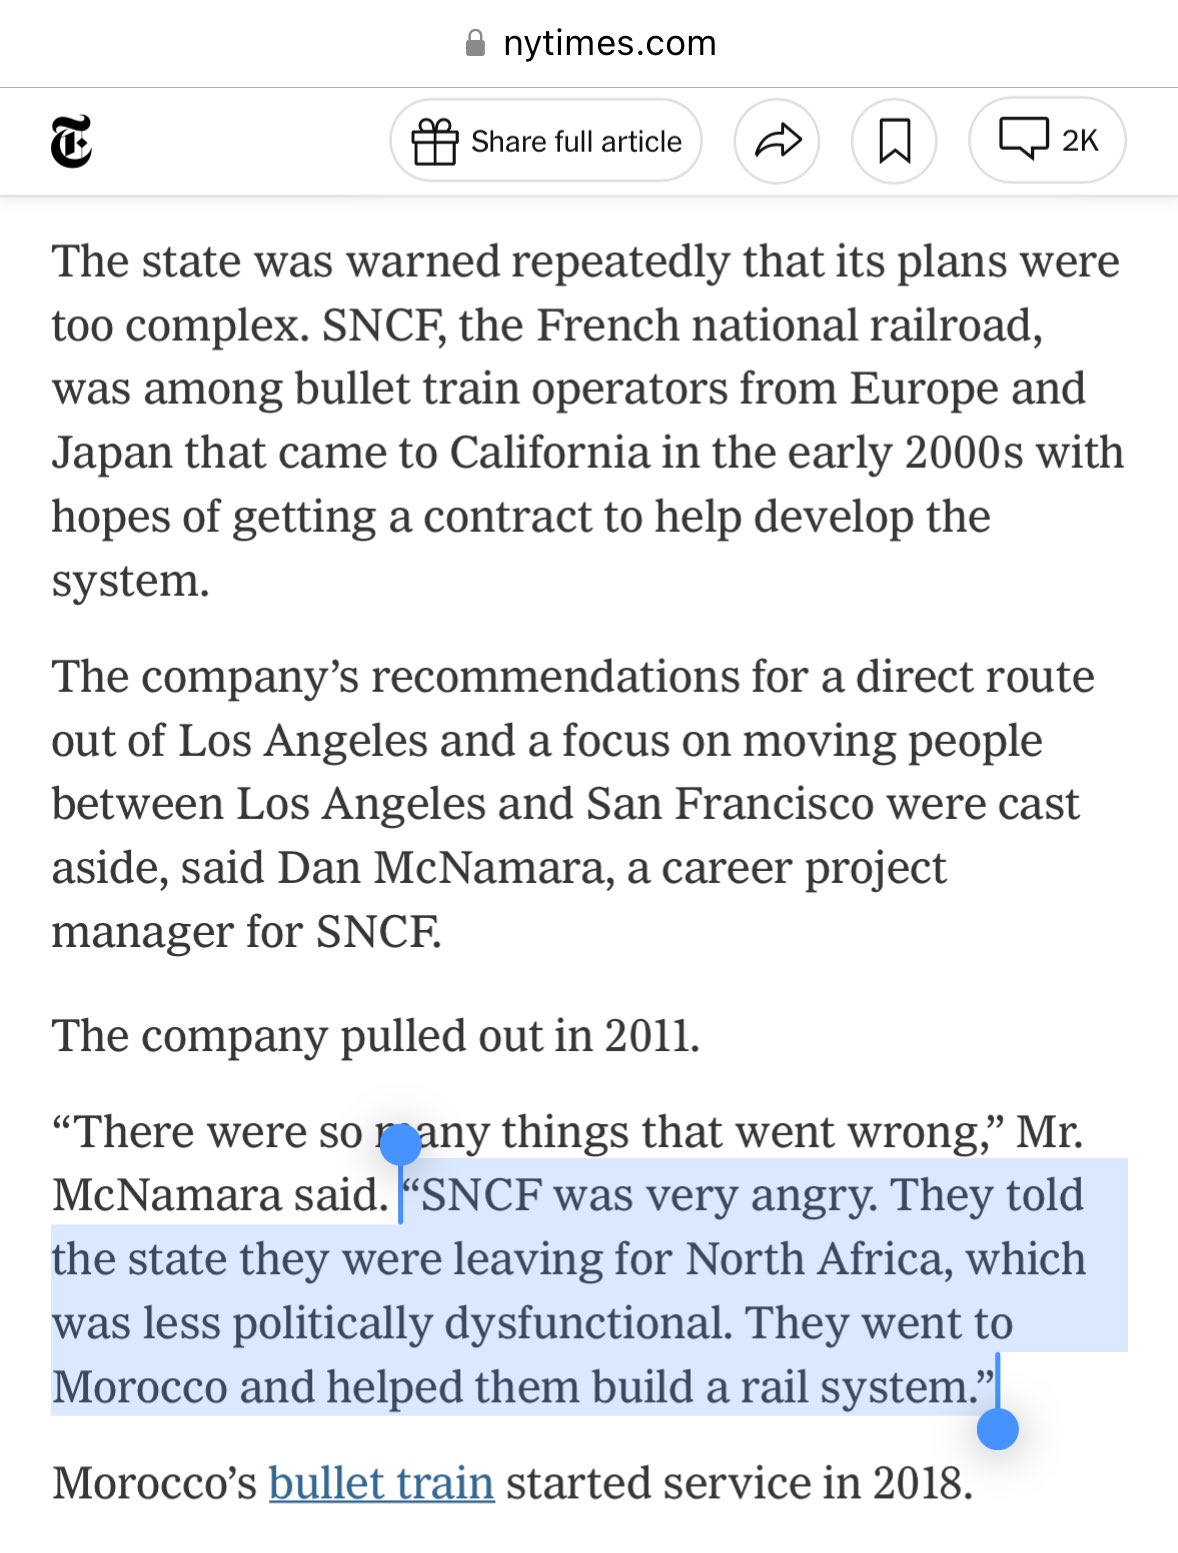 nytimes.com
T
Share full article
2K
The state was warned repeatedly that its plans were
too complex. SNCF, the French national railroad,
was among bullet train operators from Europe and
Japan that came to California in the early 2000s with
hopes of getting a contract to help develop the
system.
The company’s recommendations for a direct route
out of Los Angeles and a focus on moving people
between Los Angeles and San Francisco were cast
aside, said Dan McNamara, a career project
manager for SNCF.
The company pulled out in 2011.
“There were so many things that went wrong,” Mr.
McNamara said. “SNCF was very angry. They told
the state they were leaving for North Africa, which
was less politically dysfunctional. They went to
Morocco and helped them build a rail system.”
Morocco’s bullet train started service in 2018.